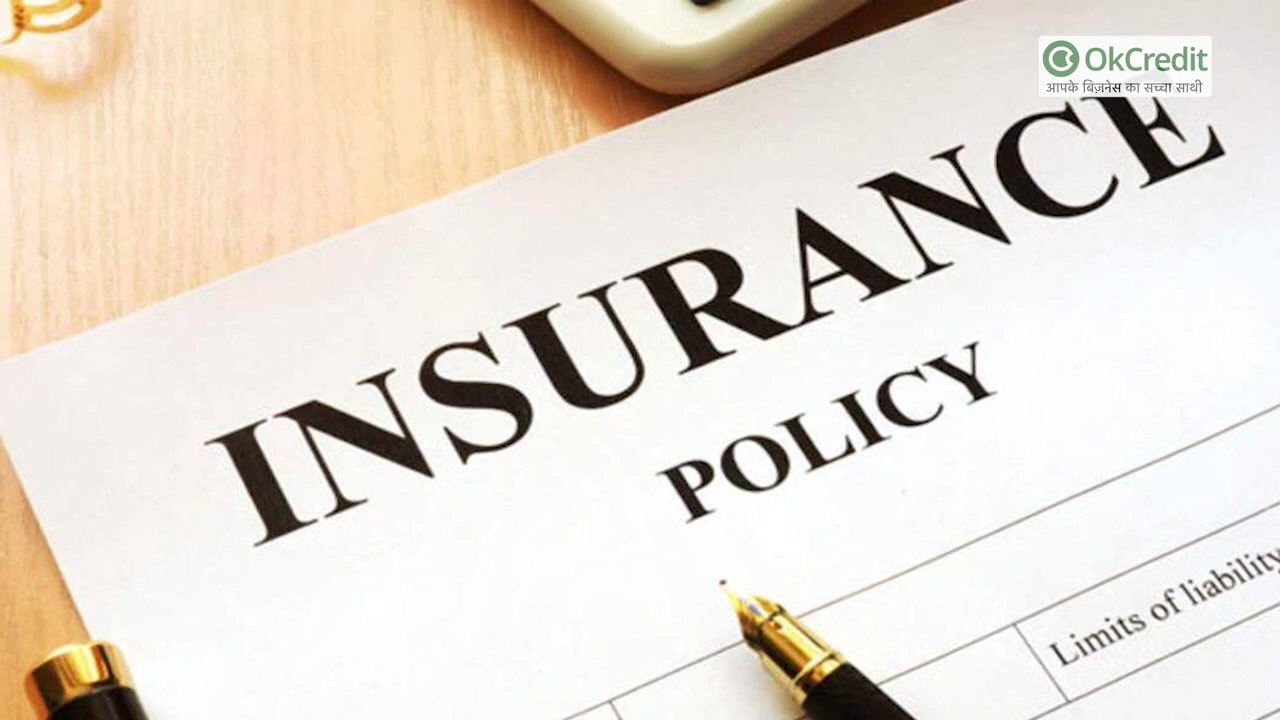 OkCredit
आपके बिज़नेस का सच्चा साथी
INSURANCE
POLICY
Limits of liability